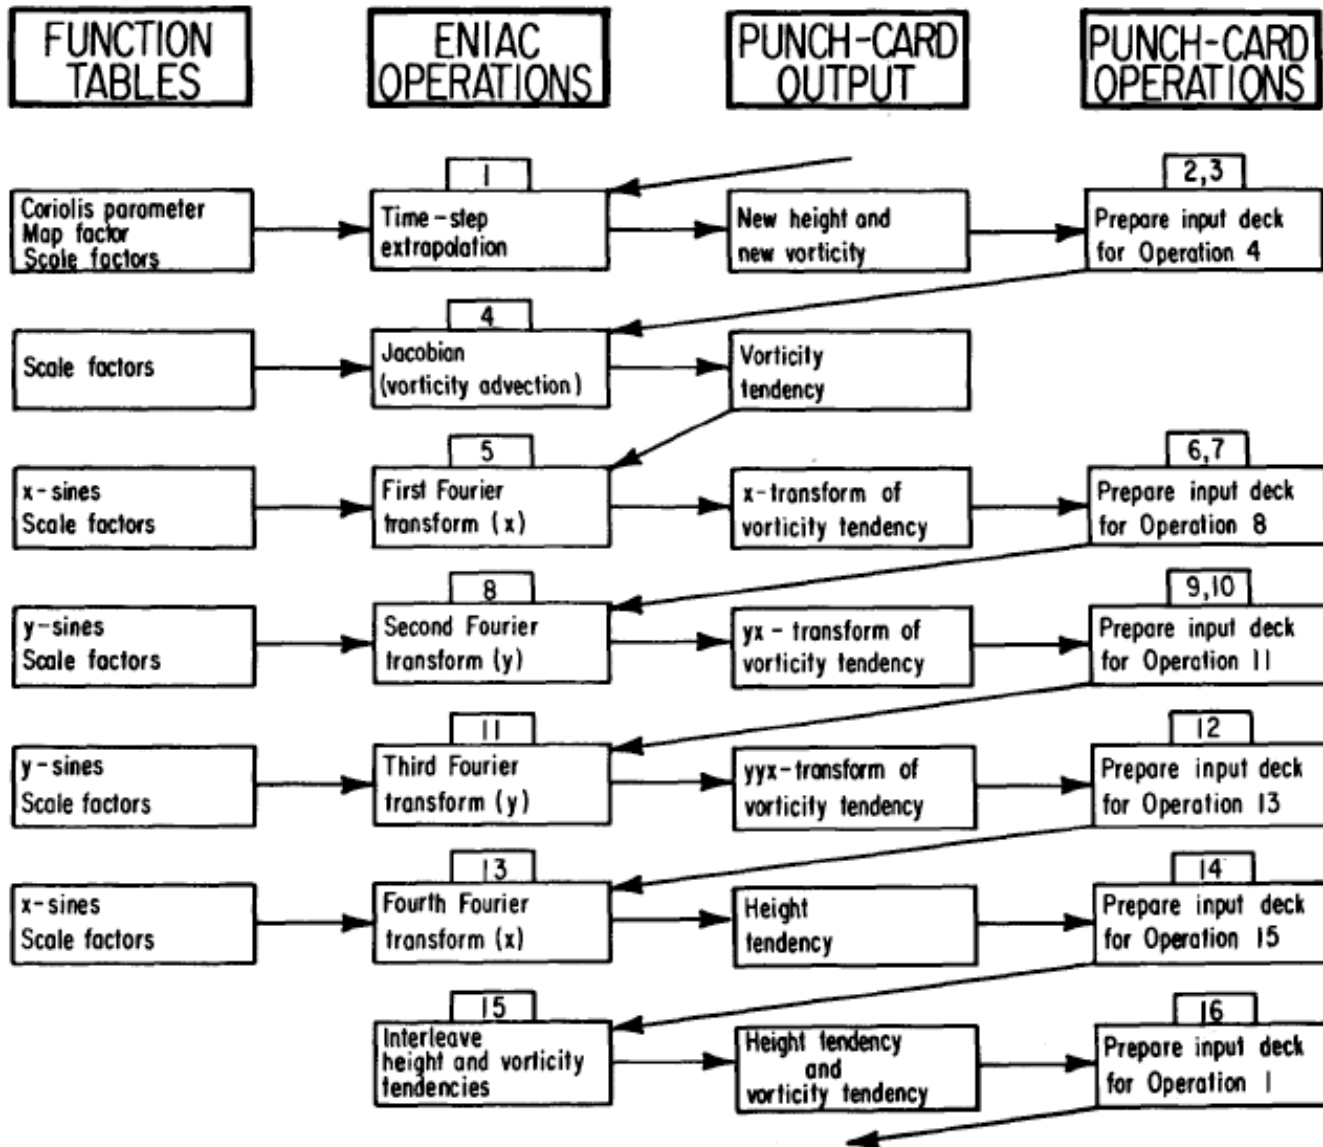 FUNCTION
TABLES
ENIAC
OPERATIONS
PUNCH-CARD
OUTPUT
PUNCH-CARD
OPERATIONS
Coriolis parameter
Map factor
Scale factors
1
Time-step
extrapolation
New height and
new vorticity
2,3
Prepare input deck
for Operation 4
Scale factors
4
Jacobian
(vorticity advection)
Vorticity
tendency
x-sines
Scale factors
5
First Fourier
transform (x)
x-transform of
vorticity tendency
6,7
Prepare input deck
for Operation 8
y-sines
Scale factors
8
Second Fourier
transform (y)
yx - transform of
vorticity tendency
9,10
Prepare input deck
for Operation 11
y-sines
Scale factors
11
Third Fourier
transform (y)
yyx-transform of
vorticity tendency
12
Prepare input deck
for Operation 13
x-sines
Scale factors
13
Fourth Fourier
transform (x)
Height
tendency
14
Prepare input deck
for Operation 15
15
Interleave
height and vorticity
tendencies
Height tendency
and
vorticity tendency
16
Prepare input deck
for Operation 1